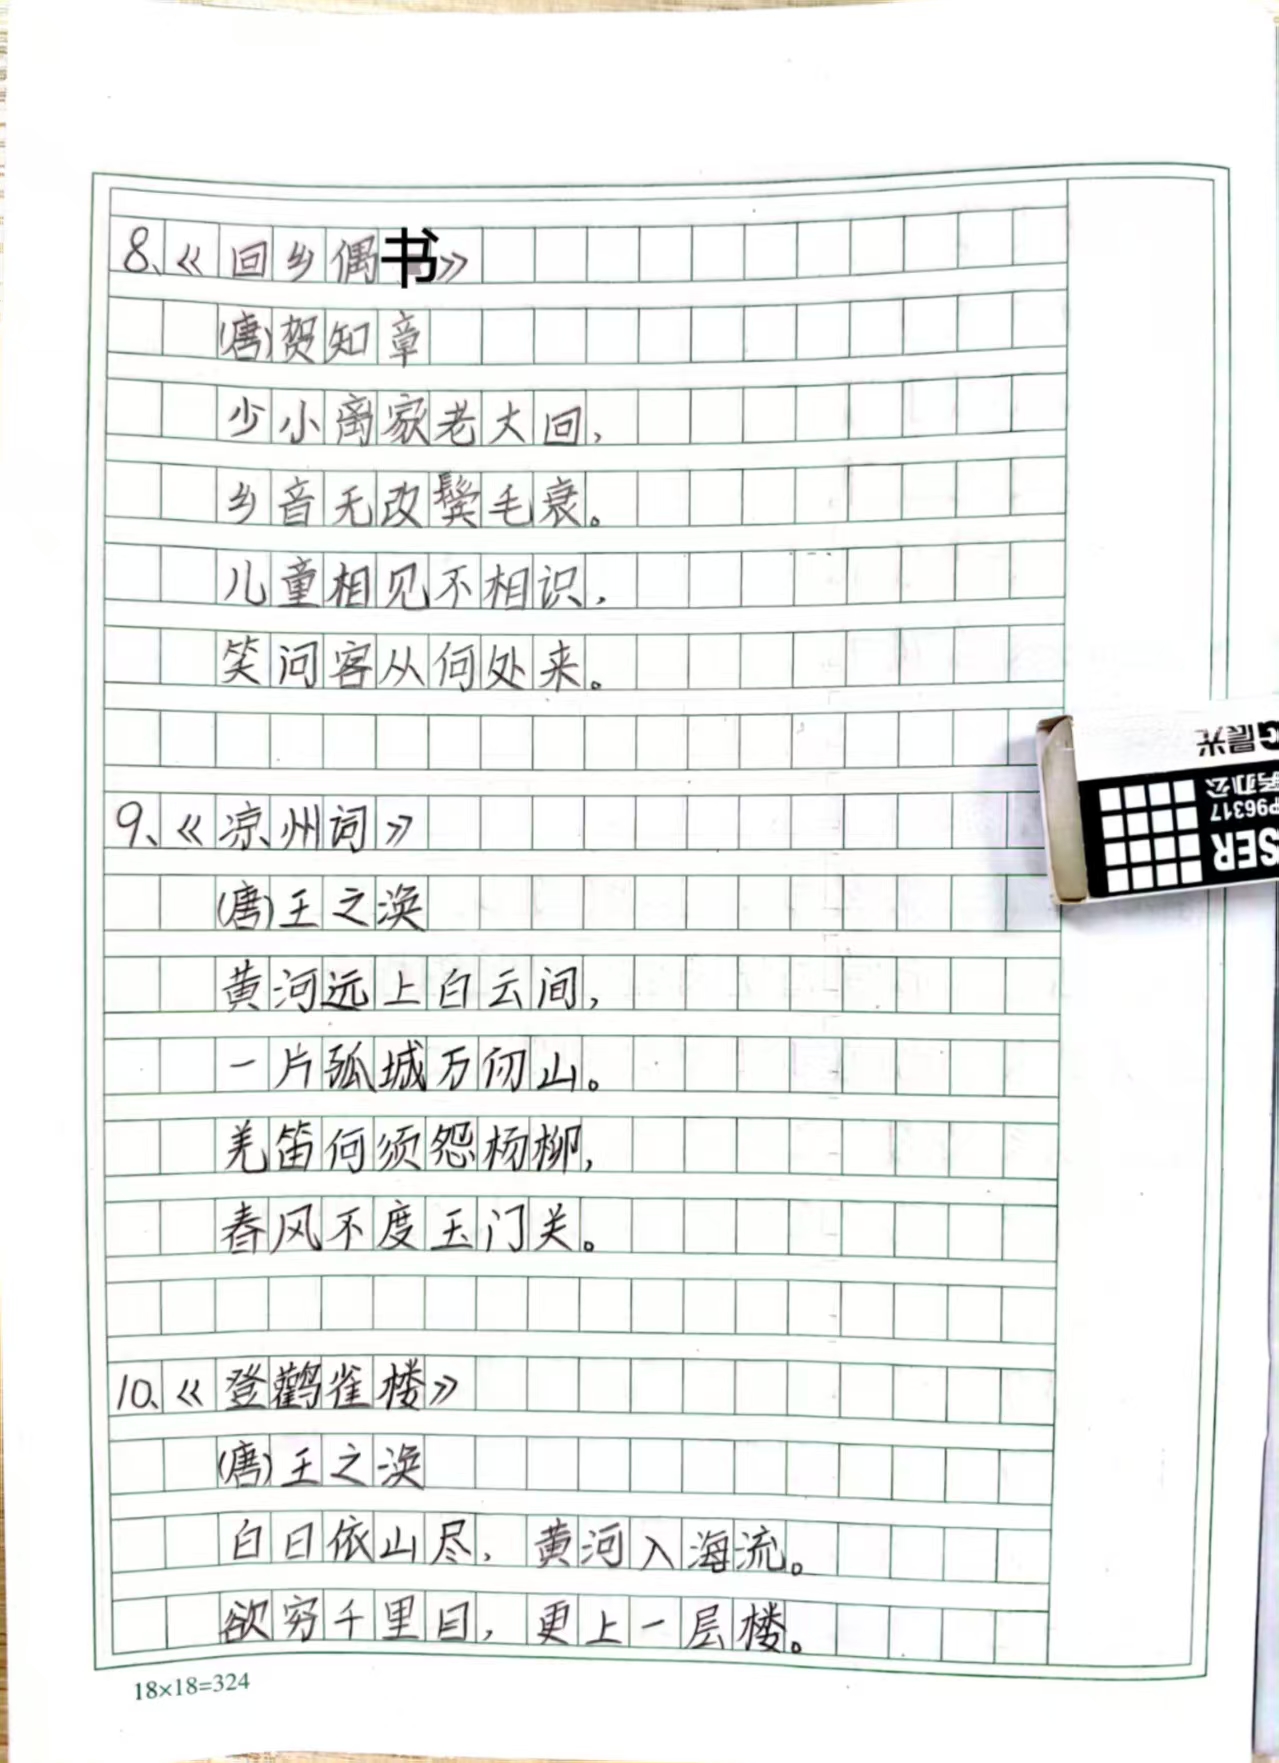 8、《回乡偶书》
(唐)贺知章
少小离家老大回,
乡音无改鬓毛衰。
儿童相见不相识,
笑问客从何处来。
9、《凉州词》
(唐)王之涣
黄河远上白云间,
一片孤城万仞山。
羌笛何须怨杨柳,
春风不度玉门关。
10、《登鹳雀楼》
(唐)王之涣
白日依山尽,黄河入海流。
欲穷千里目,更上一层楼。
18×18=324
G晨光
办公
P96317
SER